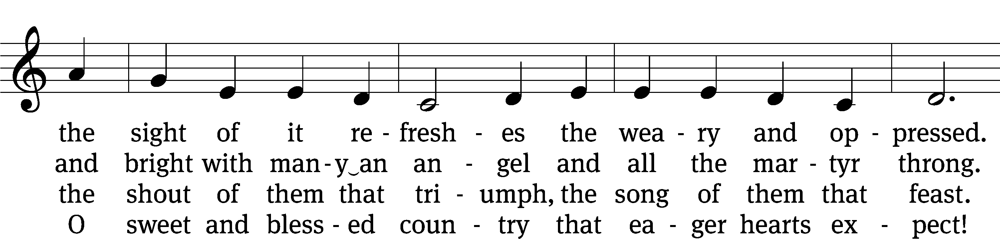 the sight of it re - fresh - es the wea - ry and op - pressed.
and bright with man - y‿an an - gel and all the mar - tyr throng.
the shout of them that tri - umph, the song of them that feast.
O sweet and bless - ed coun - try that ea - ger hearts ex - pect!